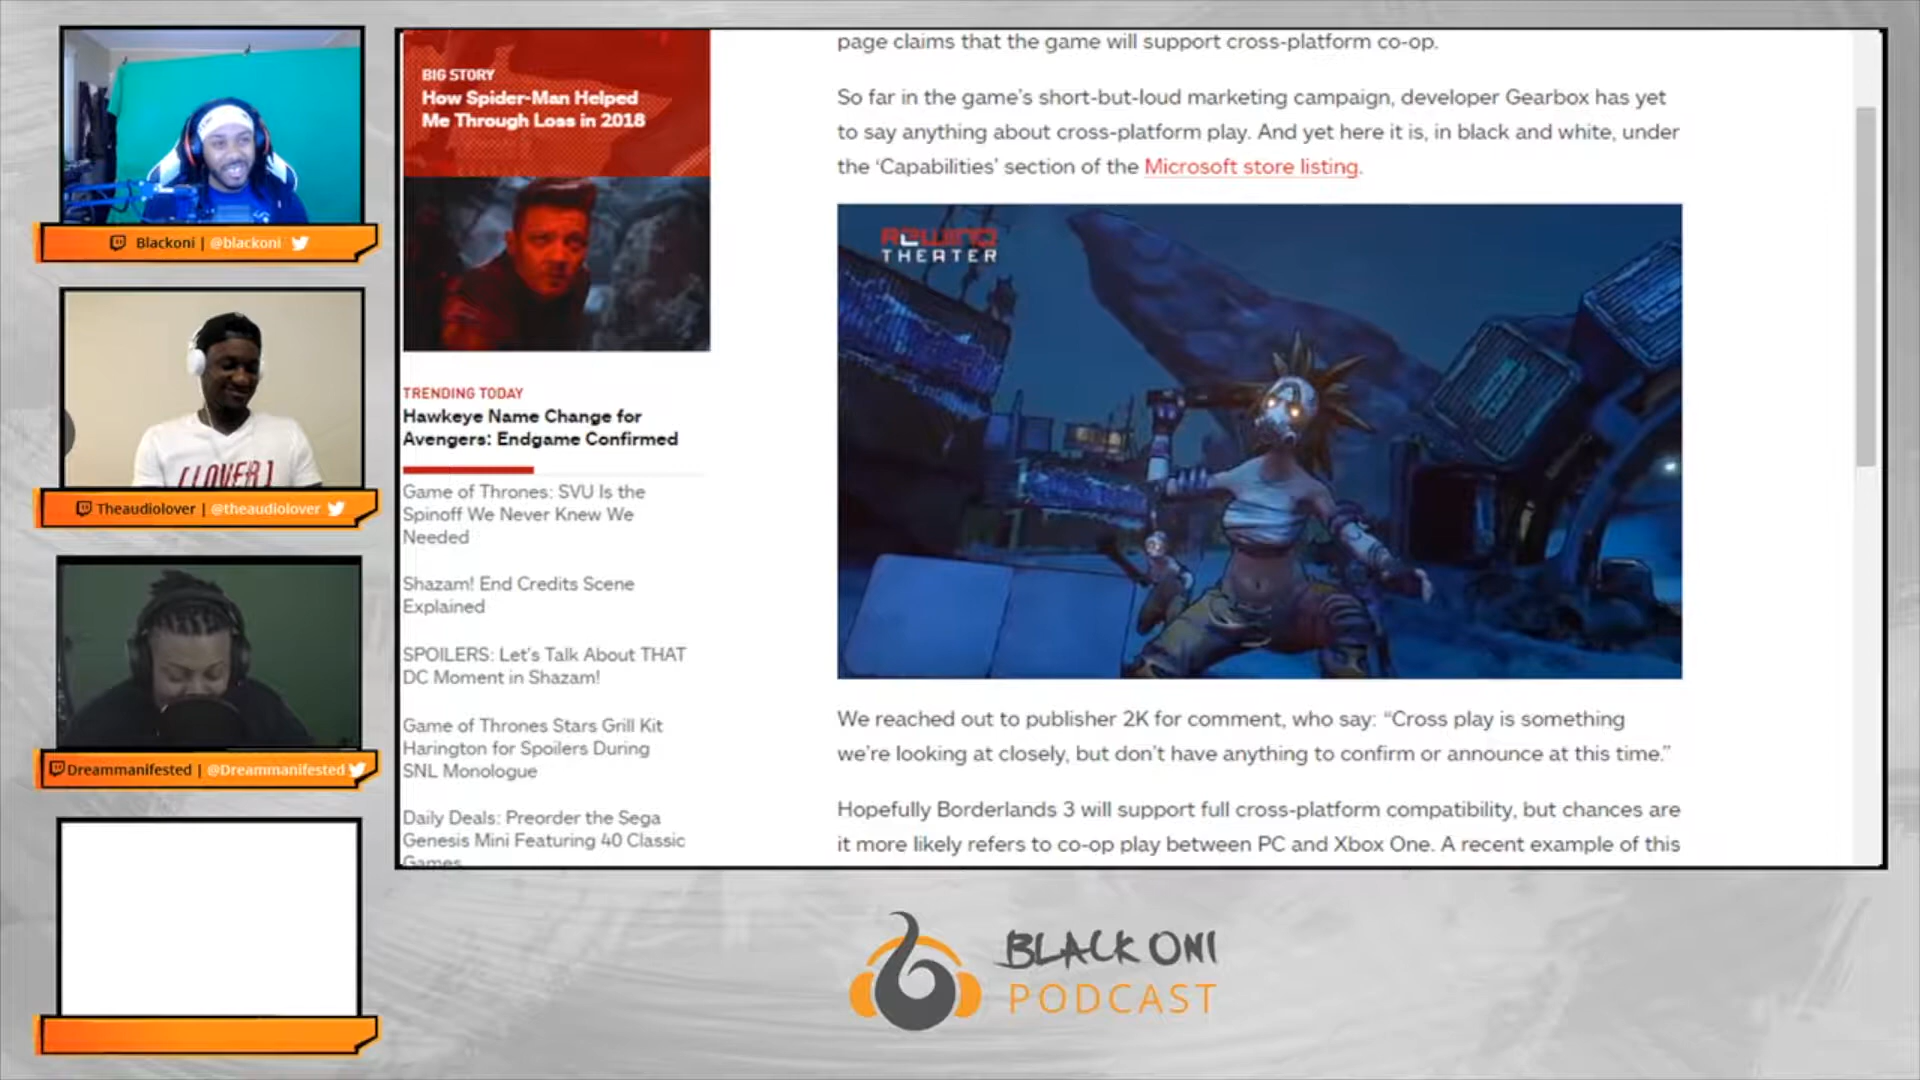 Blackoni | @blackoni
Theaudiolover | @theaudiolover
[LOVER]
Dreammanifested | @Dreammanifested
BIG STORY
How Spider-Man Helped
Me Through Loss in 2018
TRENDING TODAY
Hawkeye Name Change for
Avengers: Endgame Confirmed
Game of Thrones: SVU Is the
Spinoff We Never Knew We
Needed
Shazam! End Credits Scene
Explained
SPOILERS: Let's Talk About THAT
DC Moment in Shazam!
Game of Thrones Stars Grill Kit
Harington for Spoilers During
SNL Monologue
Daily Deals: Preorder the Sega
Genesis Mini Featuring 40 Classic
Games
page claims that the game will support cross-platform co-op.
So far in the game's short-but-loud marketing campaign, developer Gearbox has yet
to say anything about cross-platform play. And yet here it is, in black and white, under
the ‘Capabilities’ section of the Microsoft store listing.
REWIND
THEATER
We reached out to publisher 2K for comment, who say: “Cross play is something
we're looking at closely, but don't have anything to confirm or announce at this time.”
Hopefully Borderlands 3 will support full cross-platform compatibility, but chances are
it more likely refers to co-op play between PC and Xbox One. A recent example of this
BLACK ONI
PODCAST